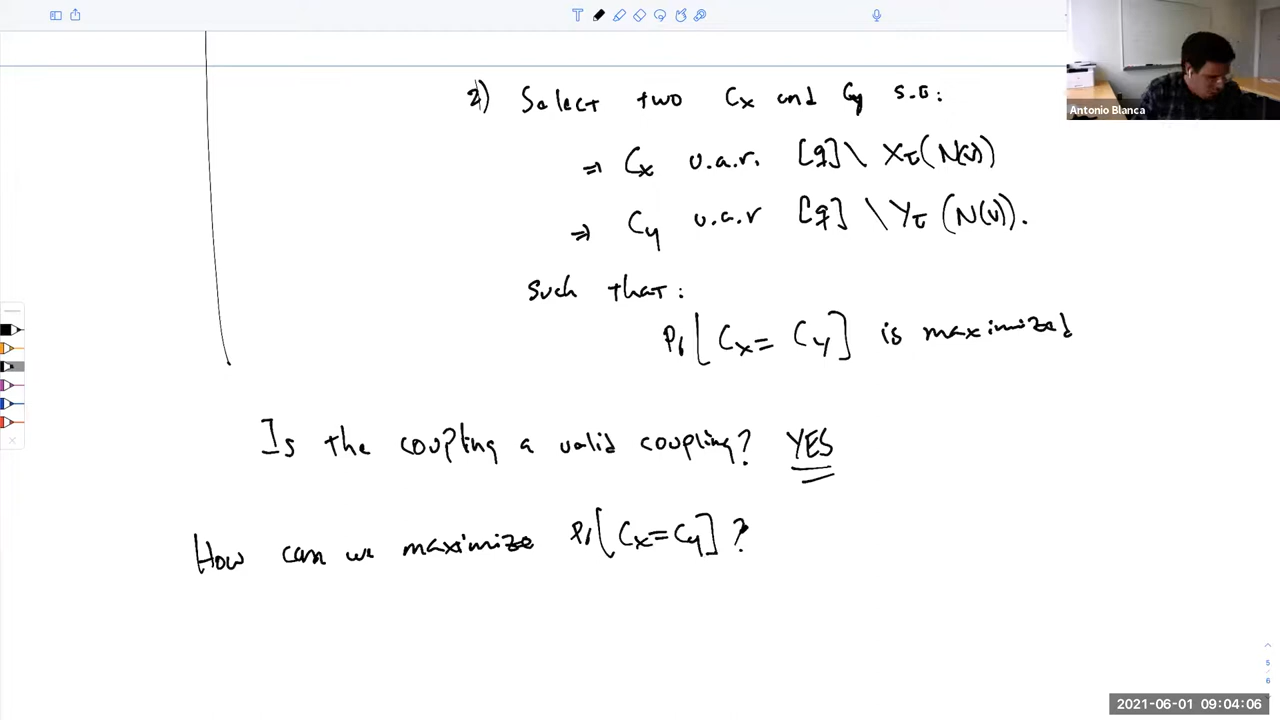 2) Select two Cx and Cy s.t:
⇒ Cx u.a.r. [q] \ Xt(N(v))
⇒ Cy u.a.r [q] \ Yt (N(v)).
Such that:
Pr[Cx = Cy] is maximized
Is the coupling a valid coupling? YES
How can we maximize Pr[Cx=Cy]?
Antonio Blanca
5
6
2021-06-01 09:04:06